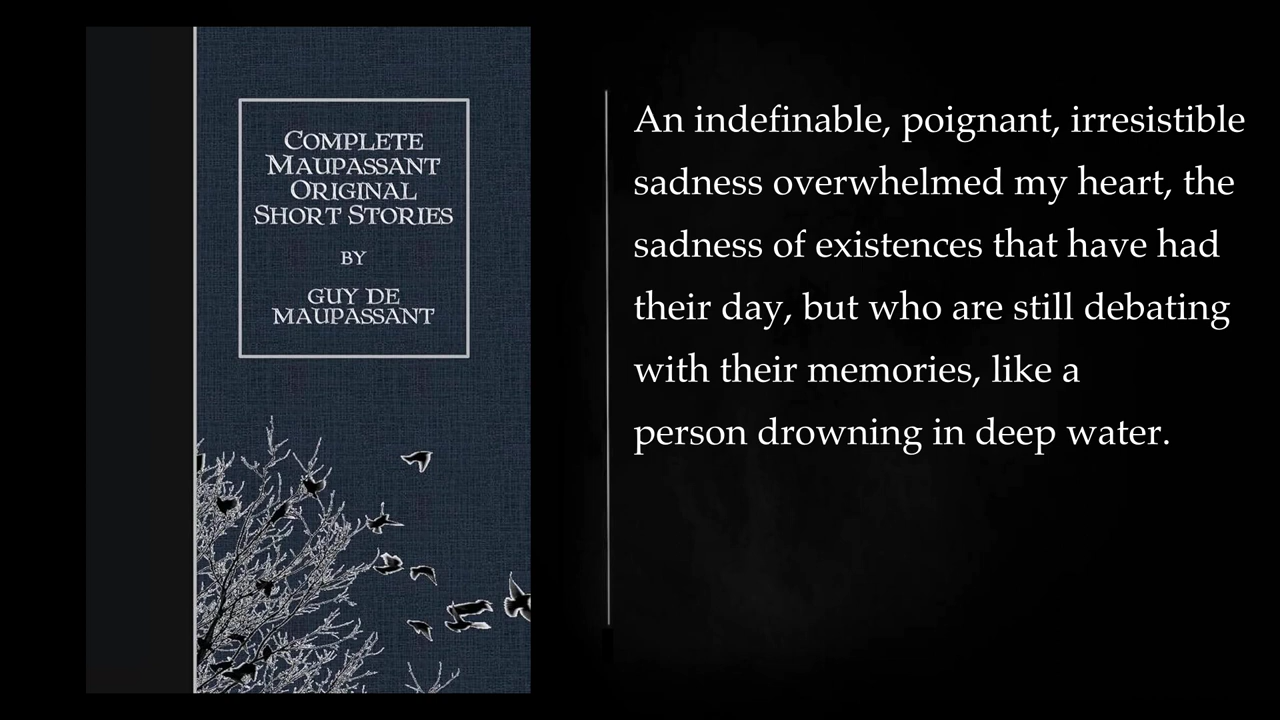 COMPLETE
MAUPASSANT
ORIGINAL
SHORT STORIES
BY
GUY DE
MAUPASSANT
An indefinable, poignant, irresistible
sadness overwhelmed my heart, the
sadness of existences that have had
their day, but who are still debating
with their memories, like a
person drowning in deep water.